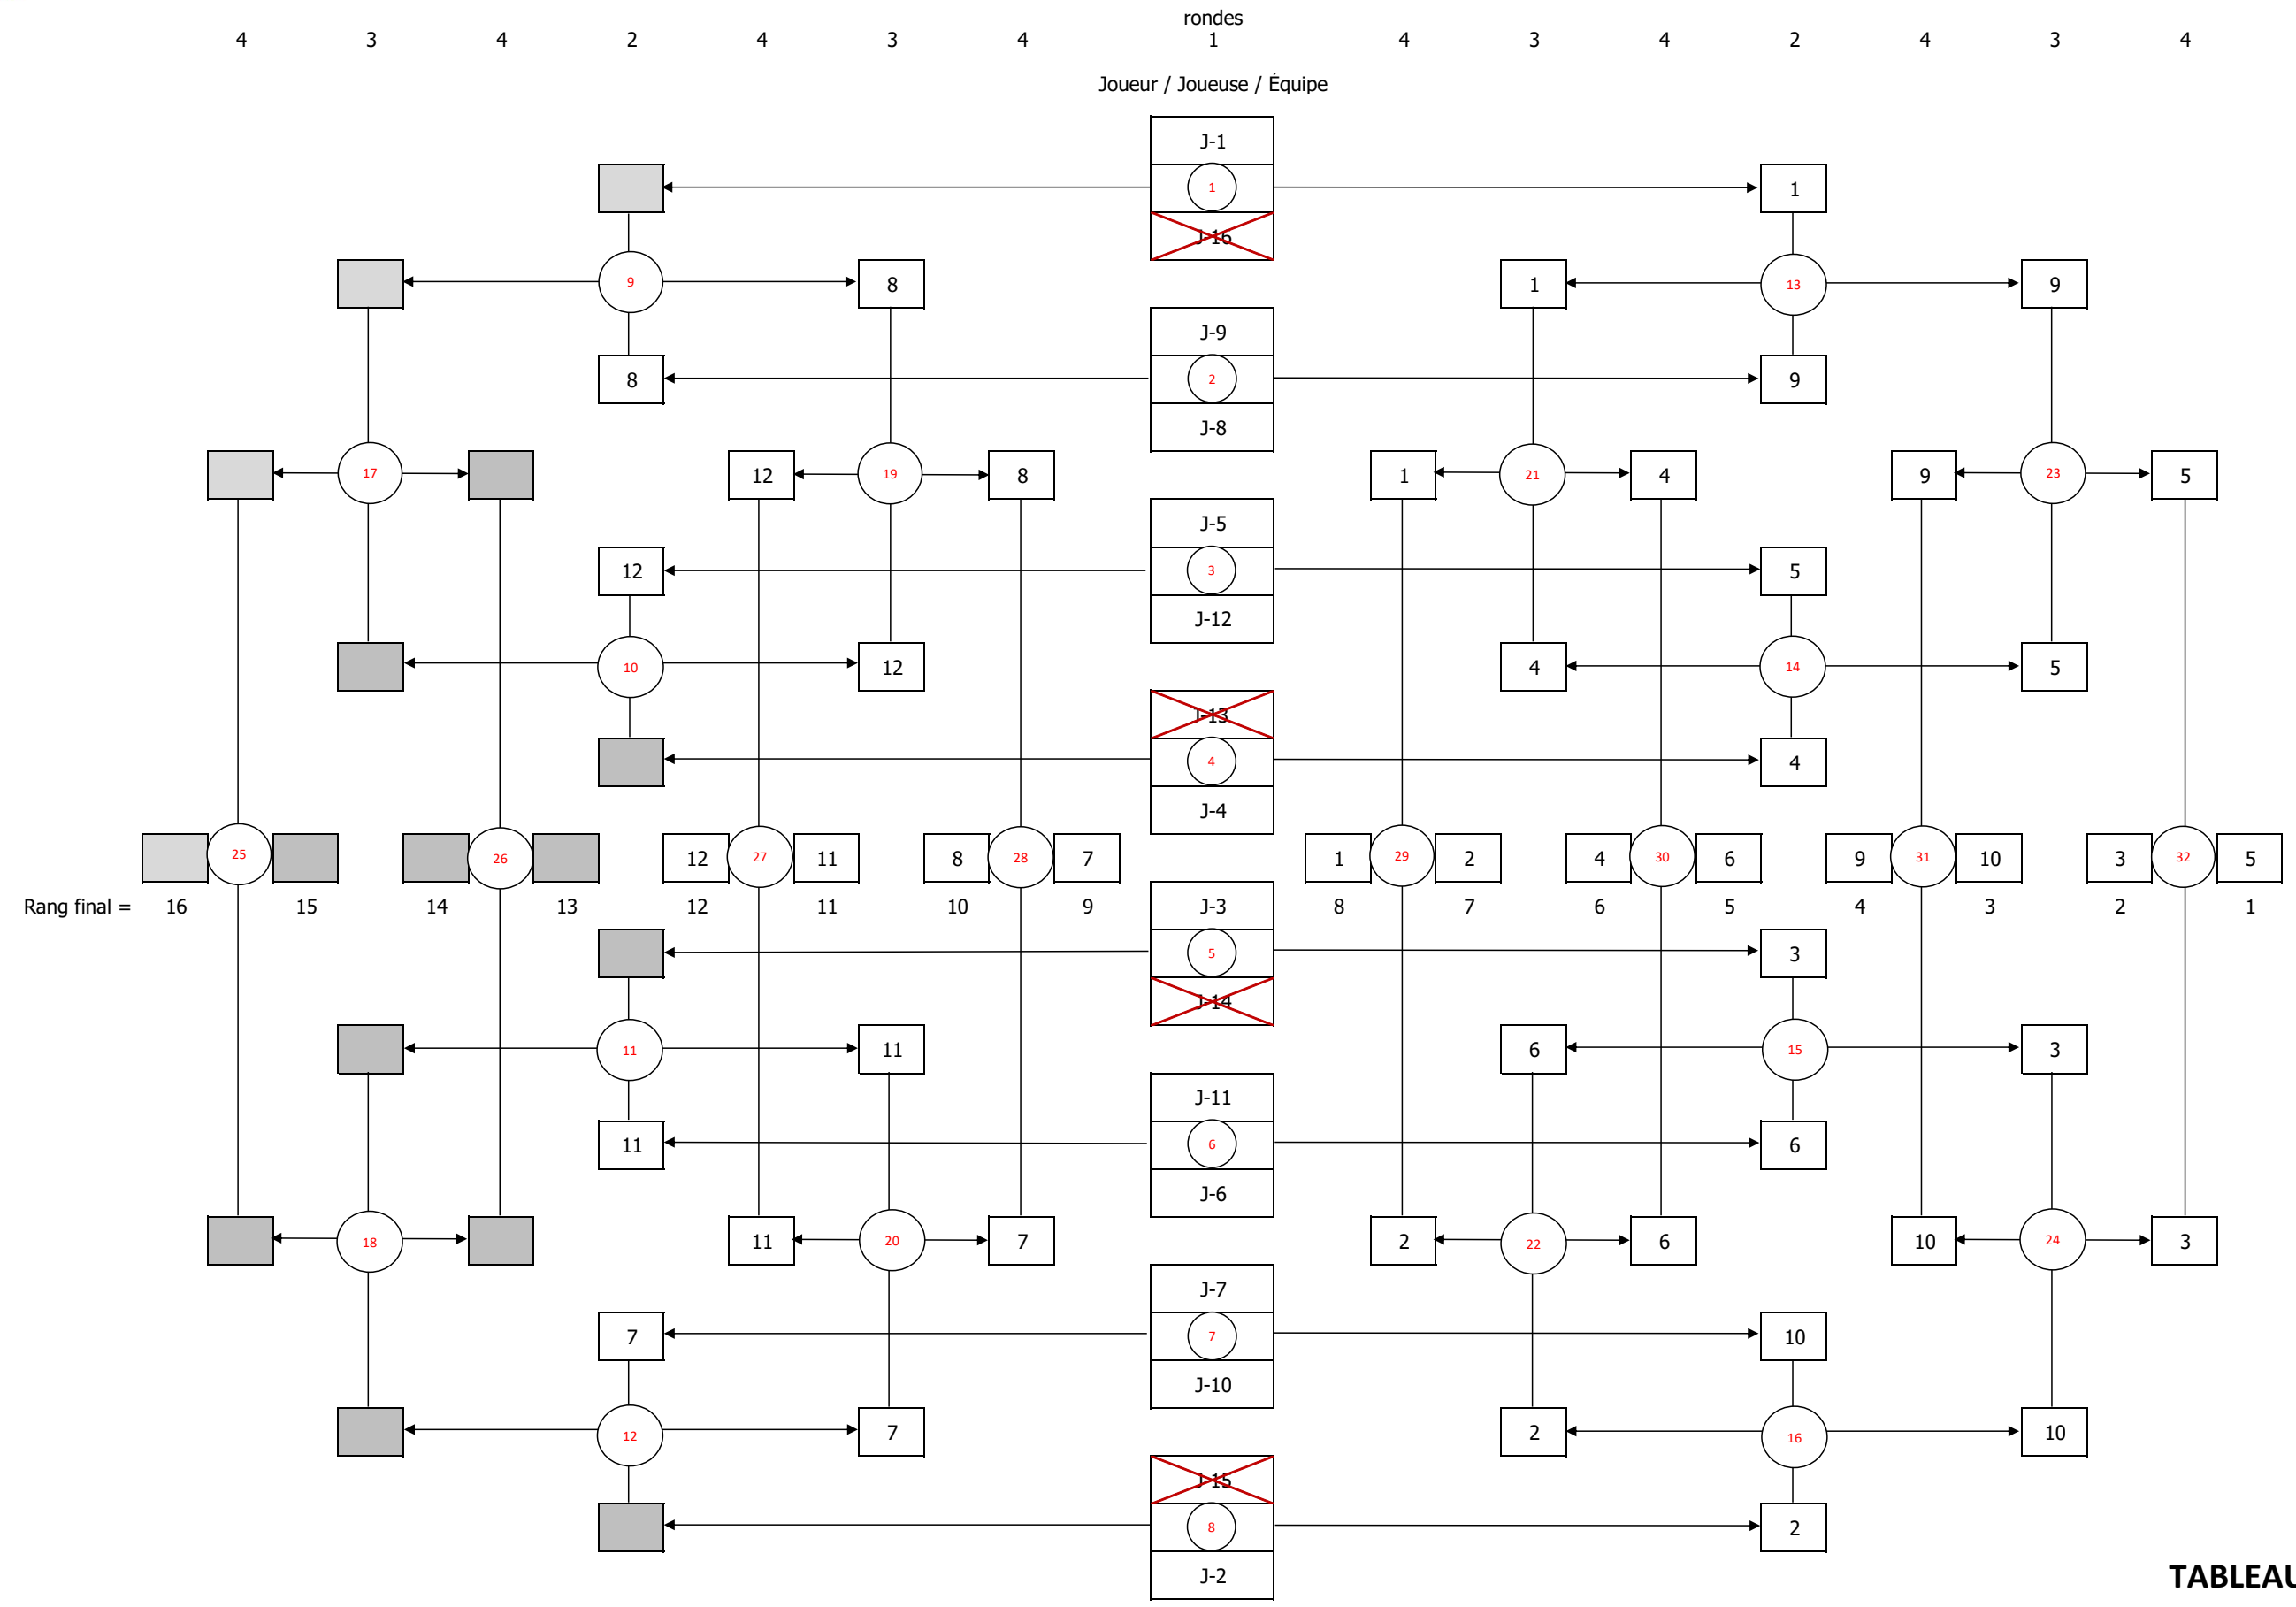 rondes
4 3 4 2 4 3 4 1 4 3 4 2 4 3 4
Joueur / Joueuse / Équipe
J-1
1 1
J-16
9 8 1 13 9
J-9
8 2 9
J-8
17 12 19 8 1 21 4 9 23 5
J-5
12 3 5
J-12
10 12 4 14 5
J-13
4 4
J-4
25 26 12 27 11 8 28 7 1 29 2 4 30 6 9 31 10 3 32 5
Rang final = 16 15 14 13 12 11 10 9 J-3 8 7 6 5 4 3 2 1
5 3
J-14
11 11 6 15 3
J-11
11 6 6
J-6
18 11 20 7 2 22 6 10 24 3
J-7
7 7 10
J-10
12 7 2 16 10
J-15
8 2
J-2
TABLEAU